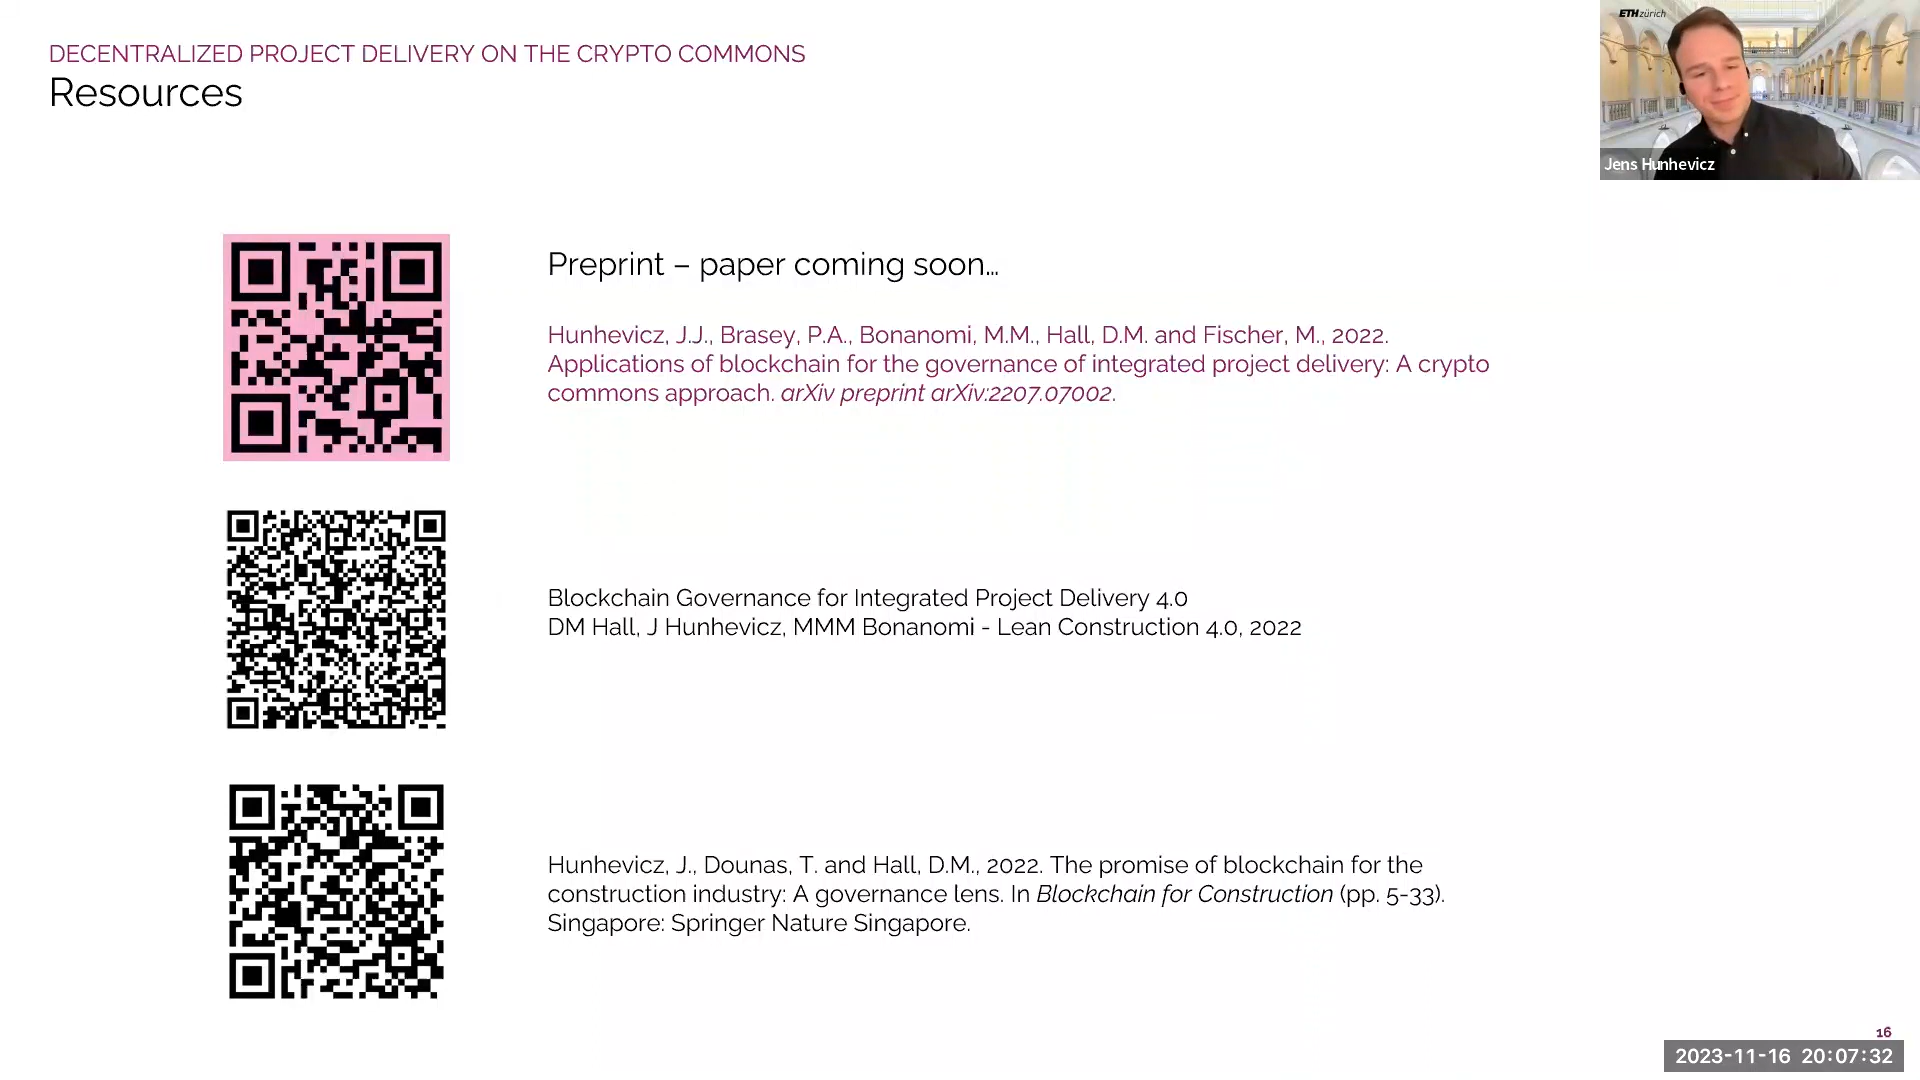 DECENTRALIZED PROJECT DELIVERY ON THE CRYPTO COMMONS
Resources
ETH zürich
Jens Hunhevicz
Preprint – paper coming soon...
Hunhevicz, J.J., Brasey, P.A., Bonanomi, M.M., Hall, D.M. and Fischer, M., 2022.
Applications of blockchain for the governance of integrated project delivery: A crypto
commons approach. arXiv preprint arXiv:2207.07002.
Blockchain Governance for Integrated Project Delivery 4.0
DM Hall, J Hunhevicz, MMM Bonanomi - Lean Construction 4.0, 2022
Hunhevicz, J., Dounas, T. and Hall, D.M., 2022. The promise of blockchain for the
construction industry: A governance lens. In Blockchain for Construction (pp. 5-33).
Singapore: Springer Nature Singapore.
16
2023-11-16 20:07:32